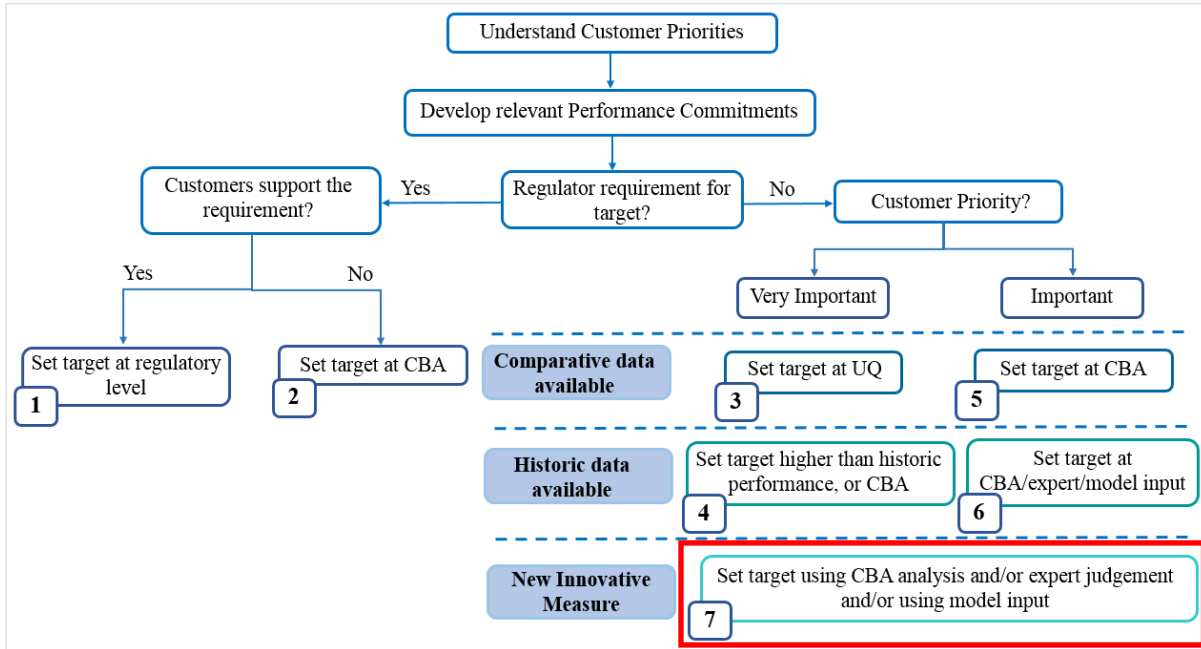 Understand Customer Priorities
Develop relevant Performance Commitments
Customers support the
requirement?
Yes
Regulator requirement for
target?
No
Customer Priority?
Yes
No
Very Important
Important
Set target at regulatory
level
1
Set target at CBA
2
Comparative data
available
Set target at UQ
3
Set target at CBA
5
Historic data
available
Set target higher than historic
performance, or CBA
4
Set target at
CBA/expert/model input
6
New Innovative
Measure
Set target using CBA analysis and/or expert judgement
and/or using model input
7